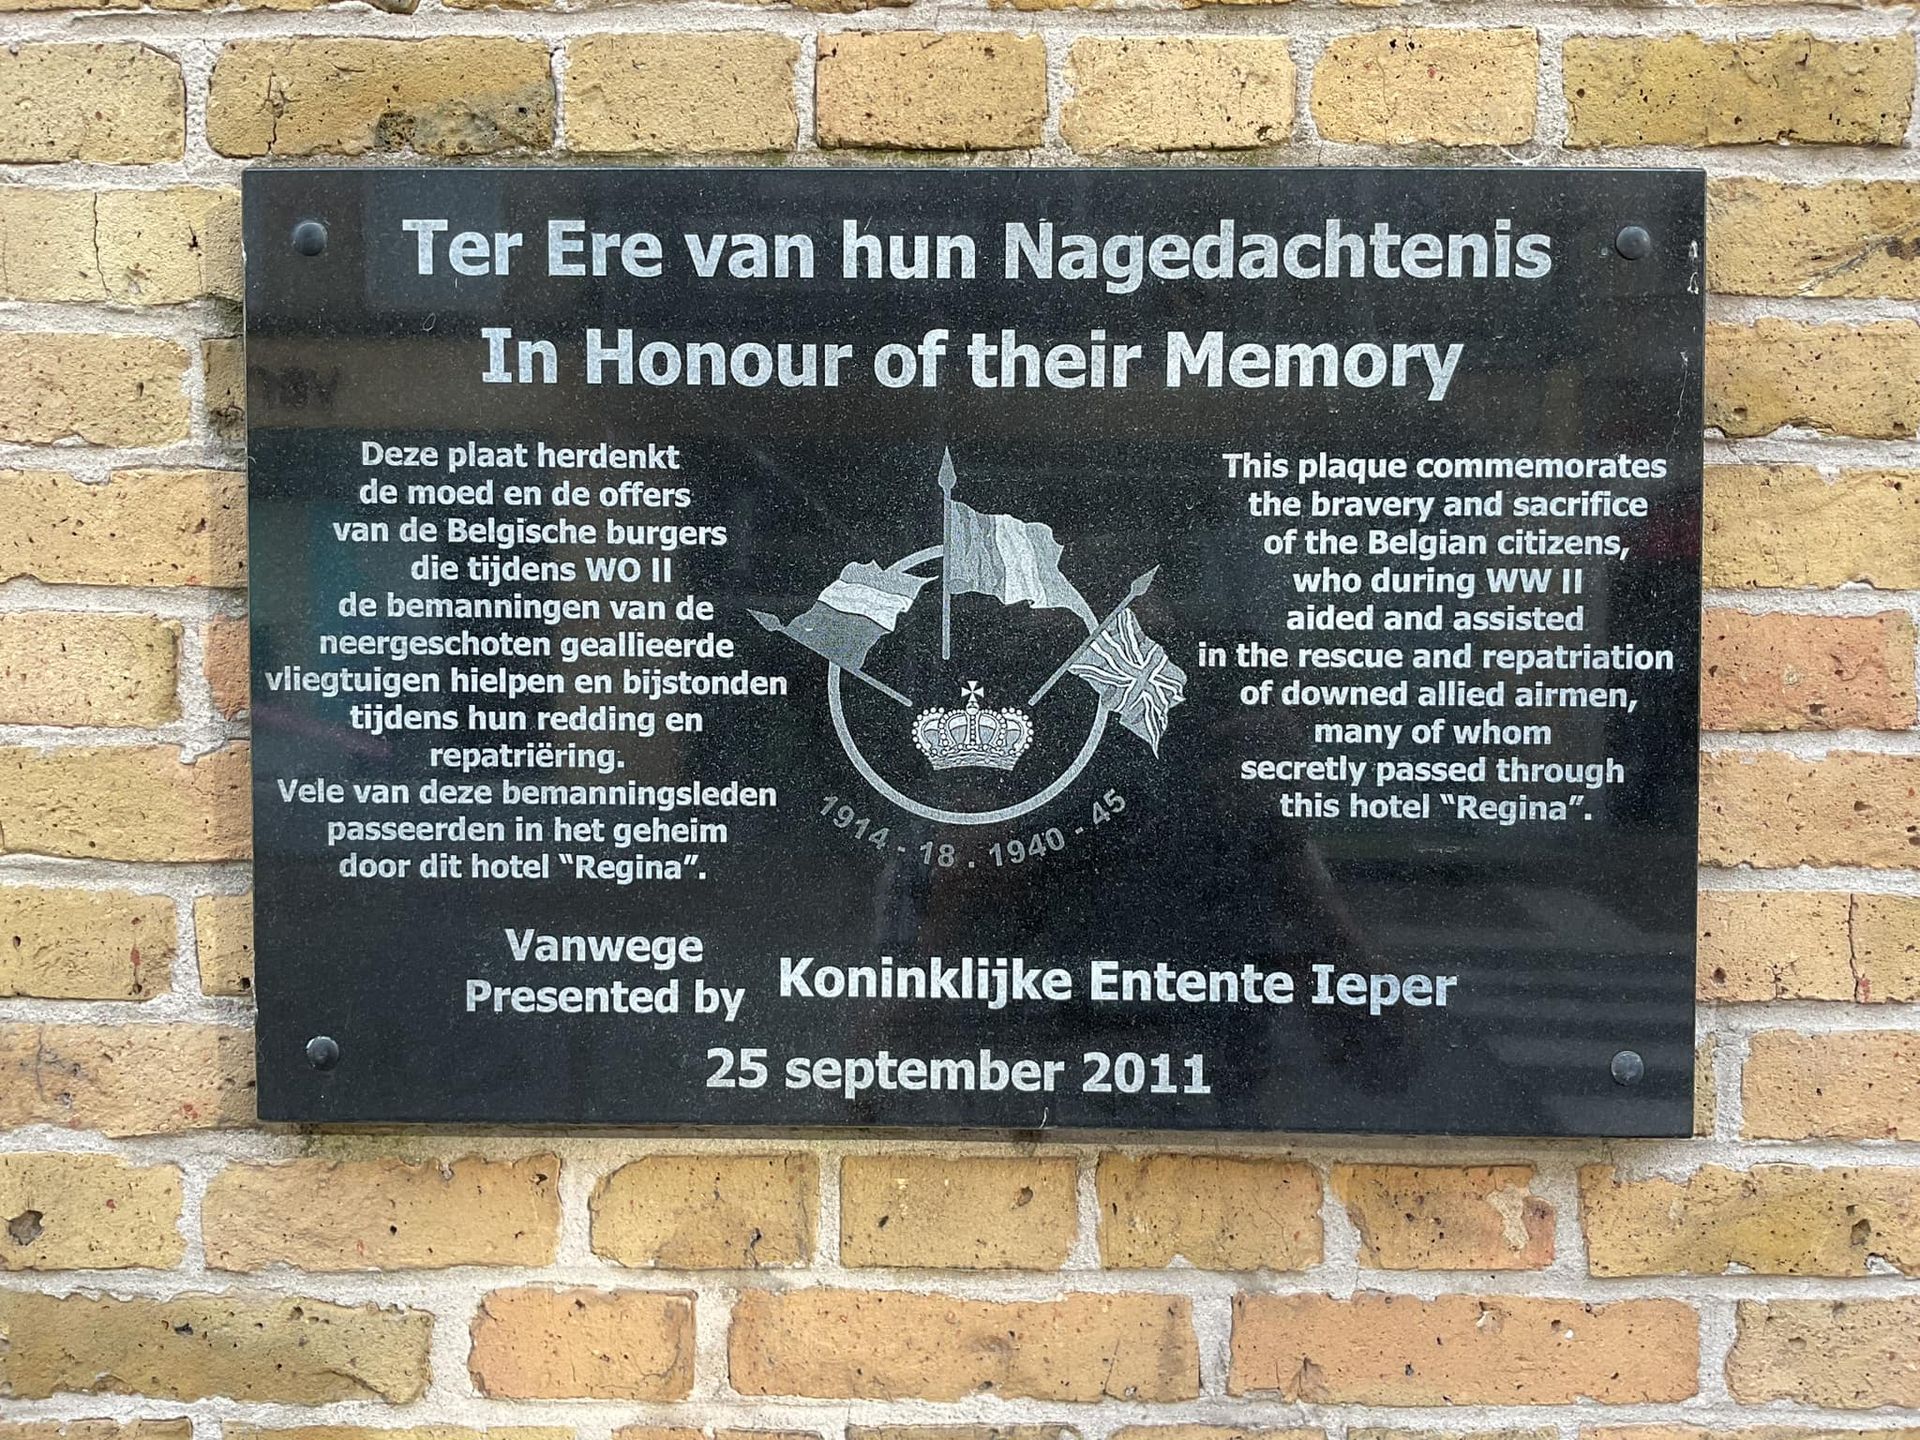 Ter Ere van hun Nagedachtenis
In Honour of their Memory
Deze plaat herdenkt
de moed en de offers
van de Belgische burgers
die tijdens WO II
de bemanningen van de
neergeschoten geallieerde
vliegtuigen hielpen en bijstonden
tijdens hun redding en
repatriëring.
Vele van deze bemanningsleden
passeerden in het geheim
door dit hotel “Regina”.
1914 - 18 . 1940 - 45
This plaque commemorates
the bravery and sacrifice
of the Belgian citizens,
who during WW II
aided and assisted
in the rescue and repatriation
of downed allied airmen,
many of whom
secretly passed through
this hotel “Regina”.
Vanwege
Presented by
Koninklijke Entente Ieper
25 september 2011